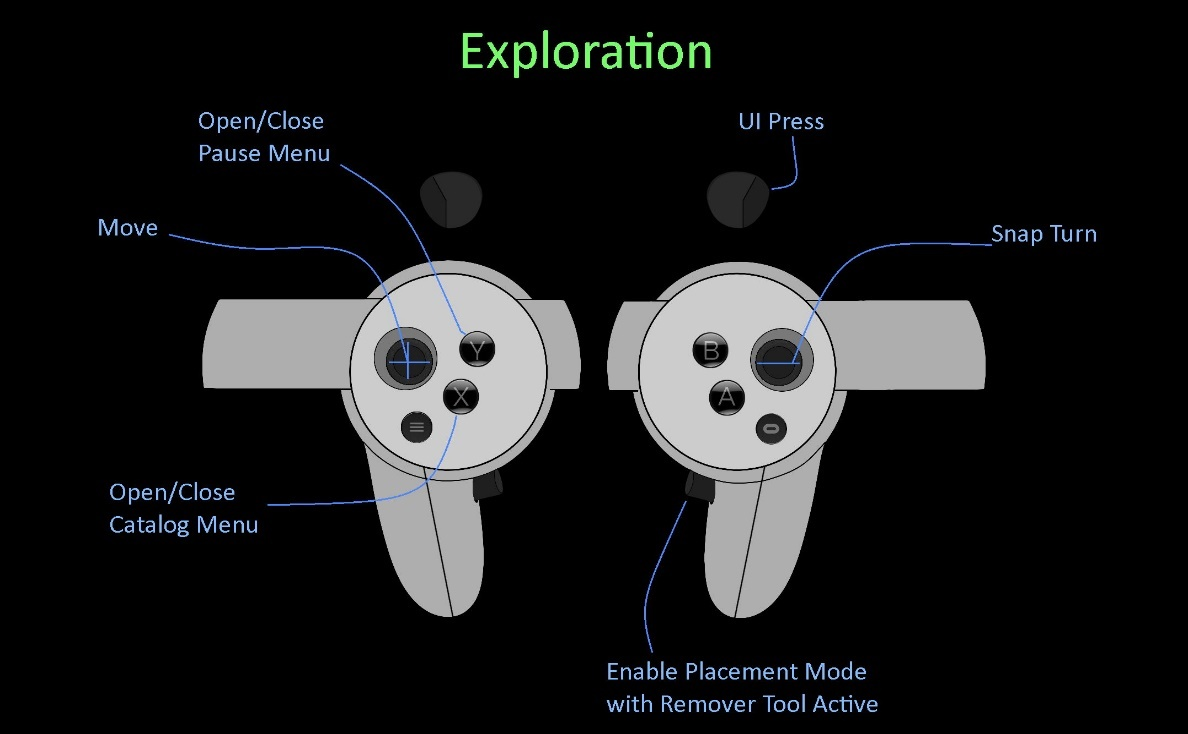 Exploration
Open/Close
Pause Menu
UI Press
Move
Snap Turn
Y
B
X
A
Open/Close
Catalog Menu
Enable Placement Mode
with Remover Tool Active